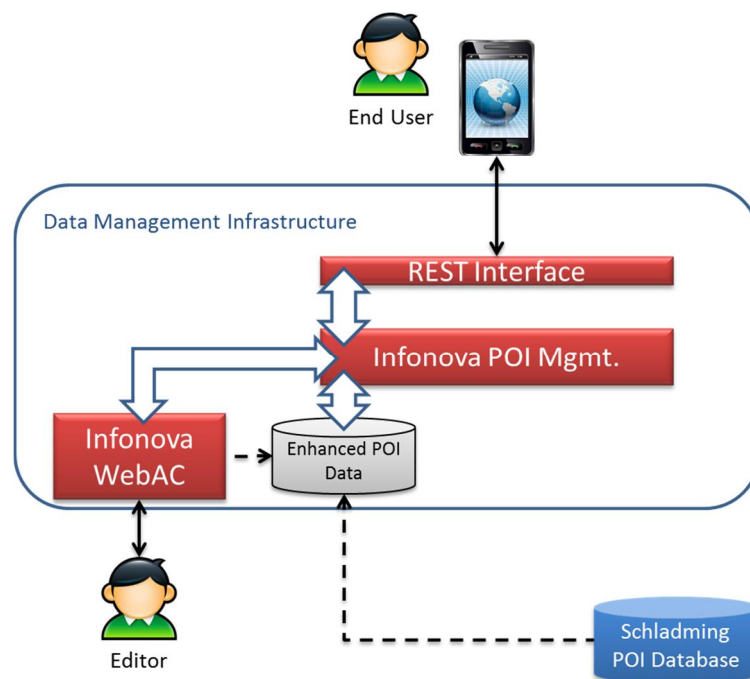 End User
Data Management Infrastructure
REST Interface
Infonova POI Mgmt.
Infonova
WebAC
Enhanced POI
Data
Editor
Schladming
POI Database